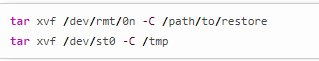 tar xvf /dev/rmt/0n -C /path/to/restore
tar xvf /dev/st0 -C /tmp